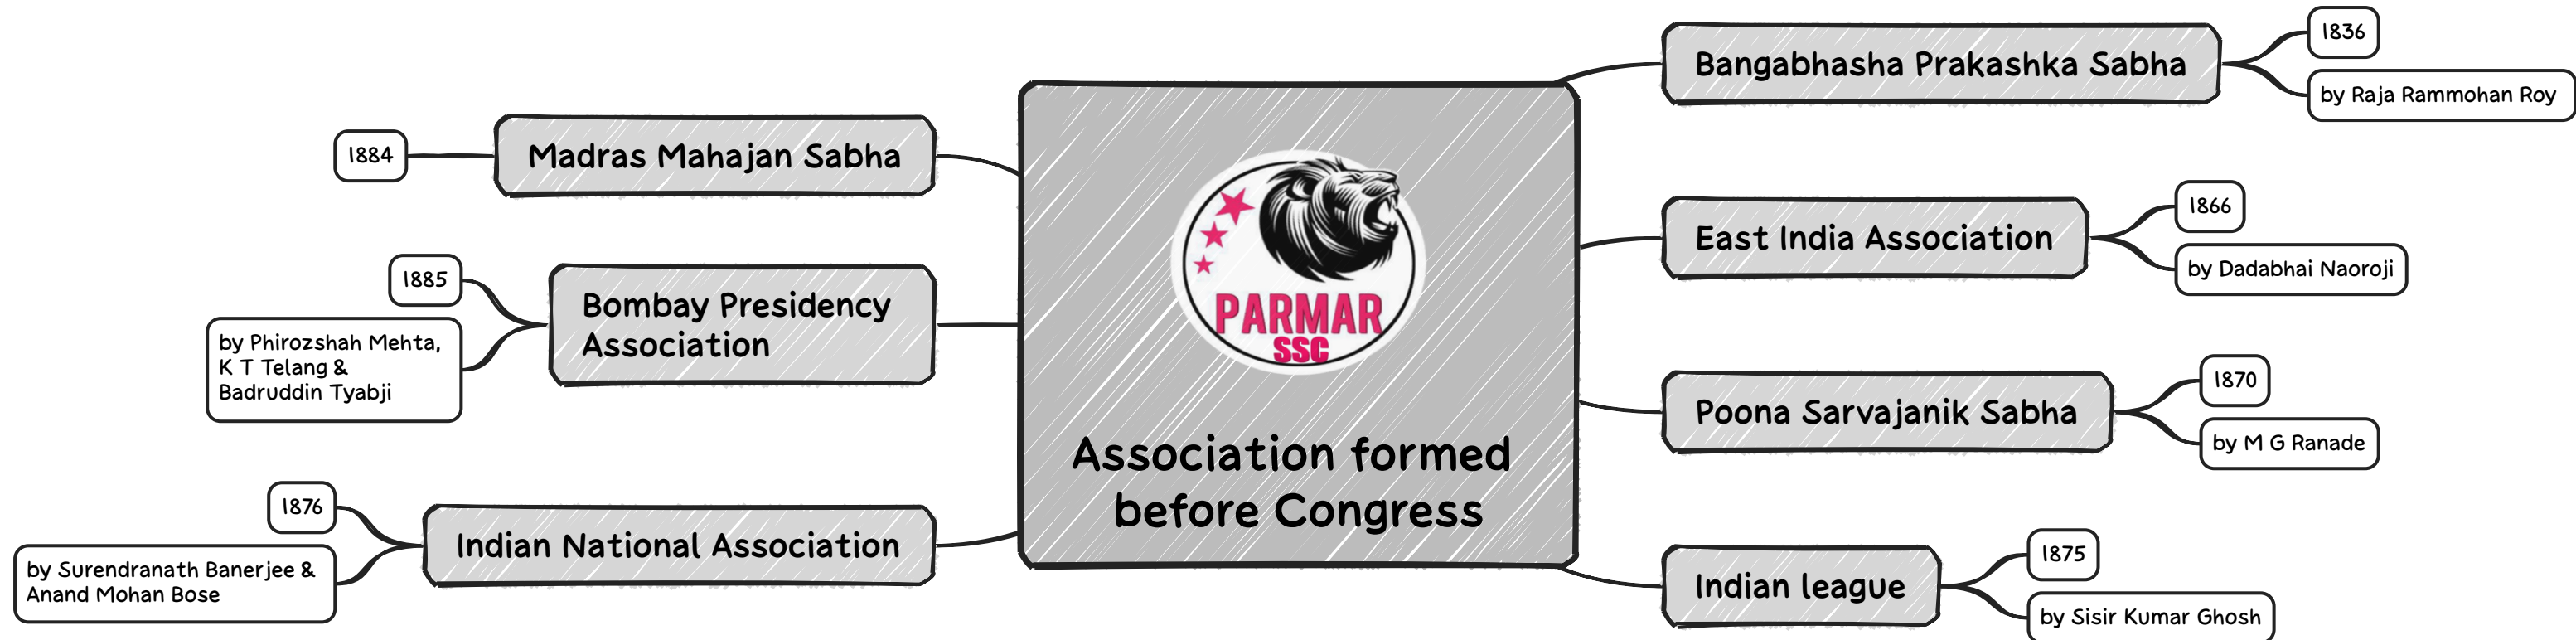 PARMAR
SSC
Association formed
before Congress
Bangabhasha Prakashka Sabha
1836
by Raja Rammohan Roy
East India Association
1866
by Dadabhai Naoroji
Poona Sarvajanik Sabha
1870
by M G Ranade
Indian league
1875
by Sisir Kumar Ghosh
Madras Mahajan Sabha
1884
Bombay Presidency
Association
1885
by Phirozshah Mehta,
K T Telang &
Badruddin Tyabji
Indian National Association
1876
by Surendranath Banerjee &
Anand Mohan Bose